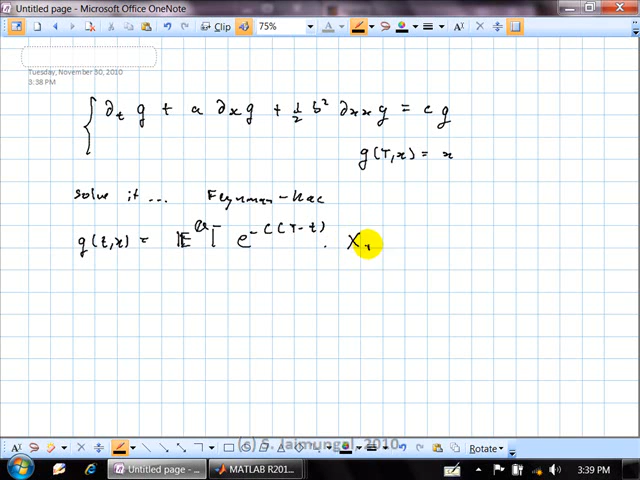 Untitled page - Microsoft Office OneNote
75%
Tuesday, November 30, 2010
3:38 PM
∂t g + a ∂x g + 1/2 b² ∂xx g = c g
g(T,x) = x
solve it ... Feynman-Kac
g(t,x) = 𝔼^Q[ e^{-c(T-t)} . X_T
(c) S. Jaimungal, 2010
Rotate
Untitled page - Micr...
MATLAB R201...
3:39 PM